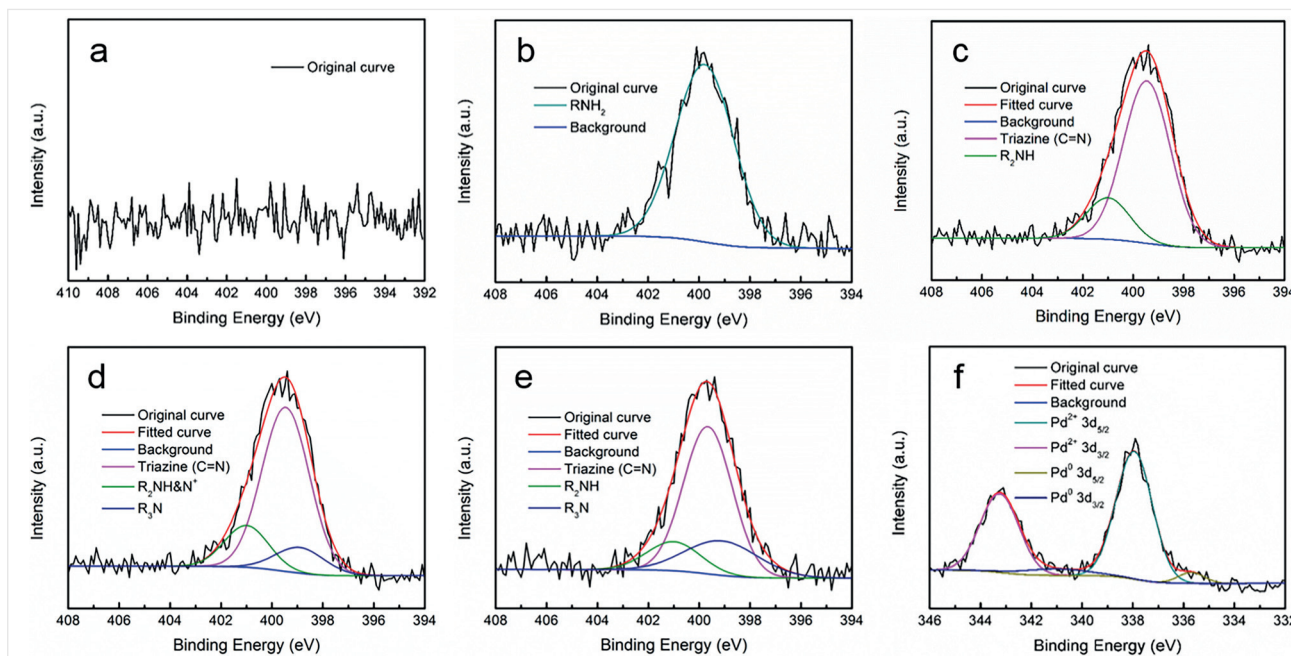 a
Original curve
Intensity (a.u.)
410 408 406 404 402 400 398 396 394 392
Binding Energy (eV)
b
Original curve
RNH₂
Background
Intensity (a.u.)
408 406 404 402 400 398 396 394
Binding Energy (eV)
c
Original curve
Fitted curve
Background
Triazine (C=N)
R₂NH
Intensity (a.u.)
408 406 404 402 400 398 396 394
Binding Energy (eV)
d
Original curve
Fitted curve
Background
Triazine (C=N)
R₂NH&N⁺
R₃N
Intensity (a.u.)
408 406 404 402 400 398 396 394
Binding Energy (eV)
e
Original curve
Fitted curve
Background
Triazine (C=N)
R₂NH
R₃N
Intensity (a.u.)
408 406 404 402 400 398 396 394
Binding Energy (eV)
f
Original curve
Fitted curve
Background
Pd²⁺ 3d₅/₂
Pd²⁺ 3d₃/₂
Pd⁰ 3d₅/₂
Pd⁰ 3d₃/₂
Intensity (a.u.)
346 344 342 340 338 336 334 332
Binding Energy (eV)